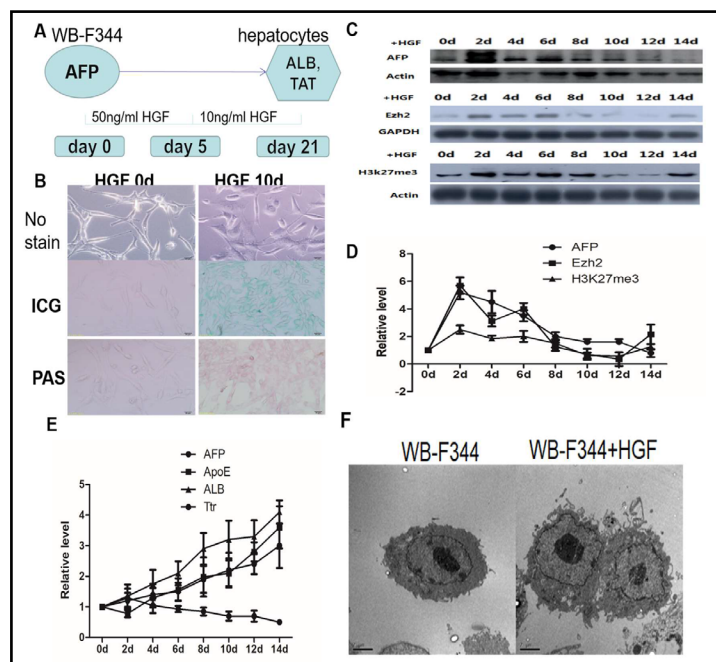 A
WB-F344
hepatocytes
AFP
ALB,
TAT
50ng/ml HGF
10ng/ml HGF
day 0
day 5
day 21
B
HGF 0d
HGF 10d
No
stain
ICG
PAS
C
+HGF 0d 2d 4d 6d 8d 10d 12d 14d
AFP
Actin
+HGF 0d 2d 4d 6d 8d 10d 12d 14d
Ezh2
GAPDH
+HGF 0d 2d 4d 6d 8d 10d 12d 14d
H3k27me3
Actin
D
AFP
Ezh2
H3K27me3
Relative level
8
6
4
2
0
-2
0d 2d 4d 6d 8d 10d 12d 14d
E
AFP
ApoE
ALB
Ttr
Relative level
5
4
3
2
1
0
0d 2d 4d 6d 8d 10d 12d 14d
F
WB-F344
WB-F344+HGF